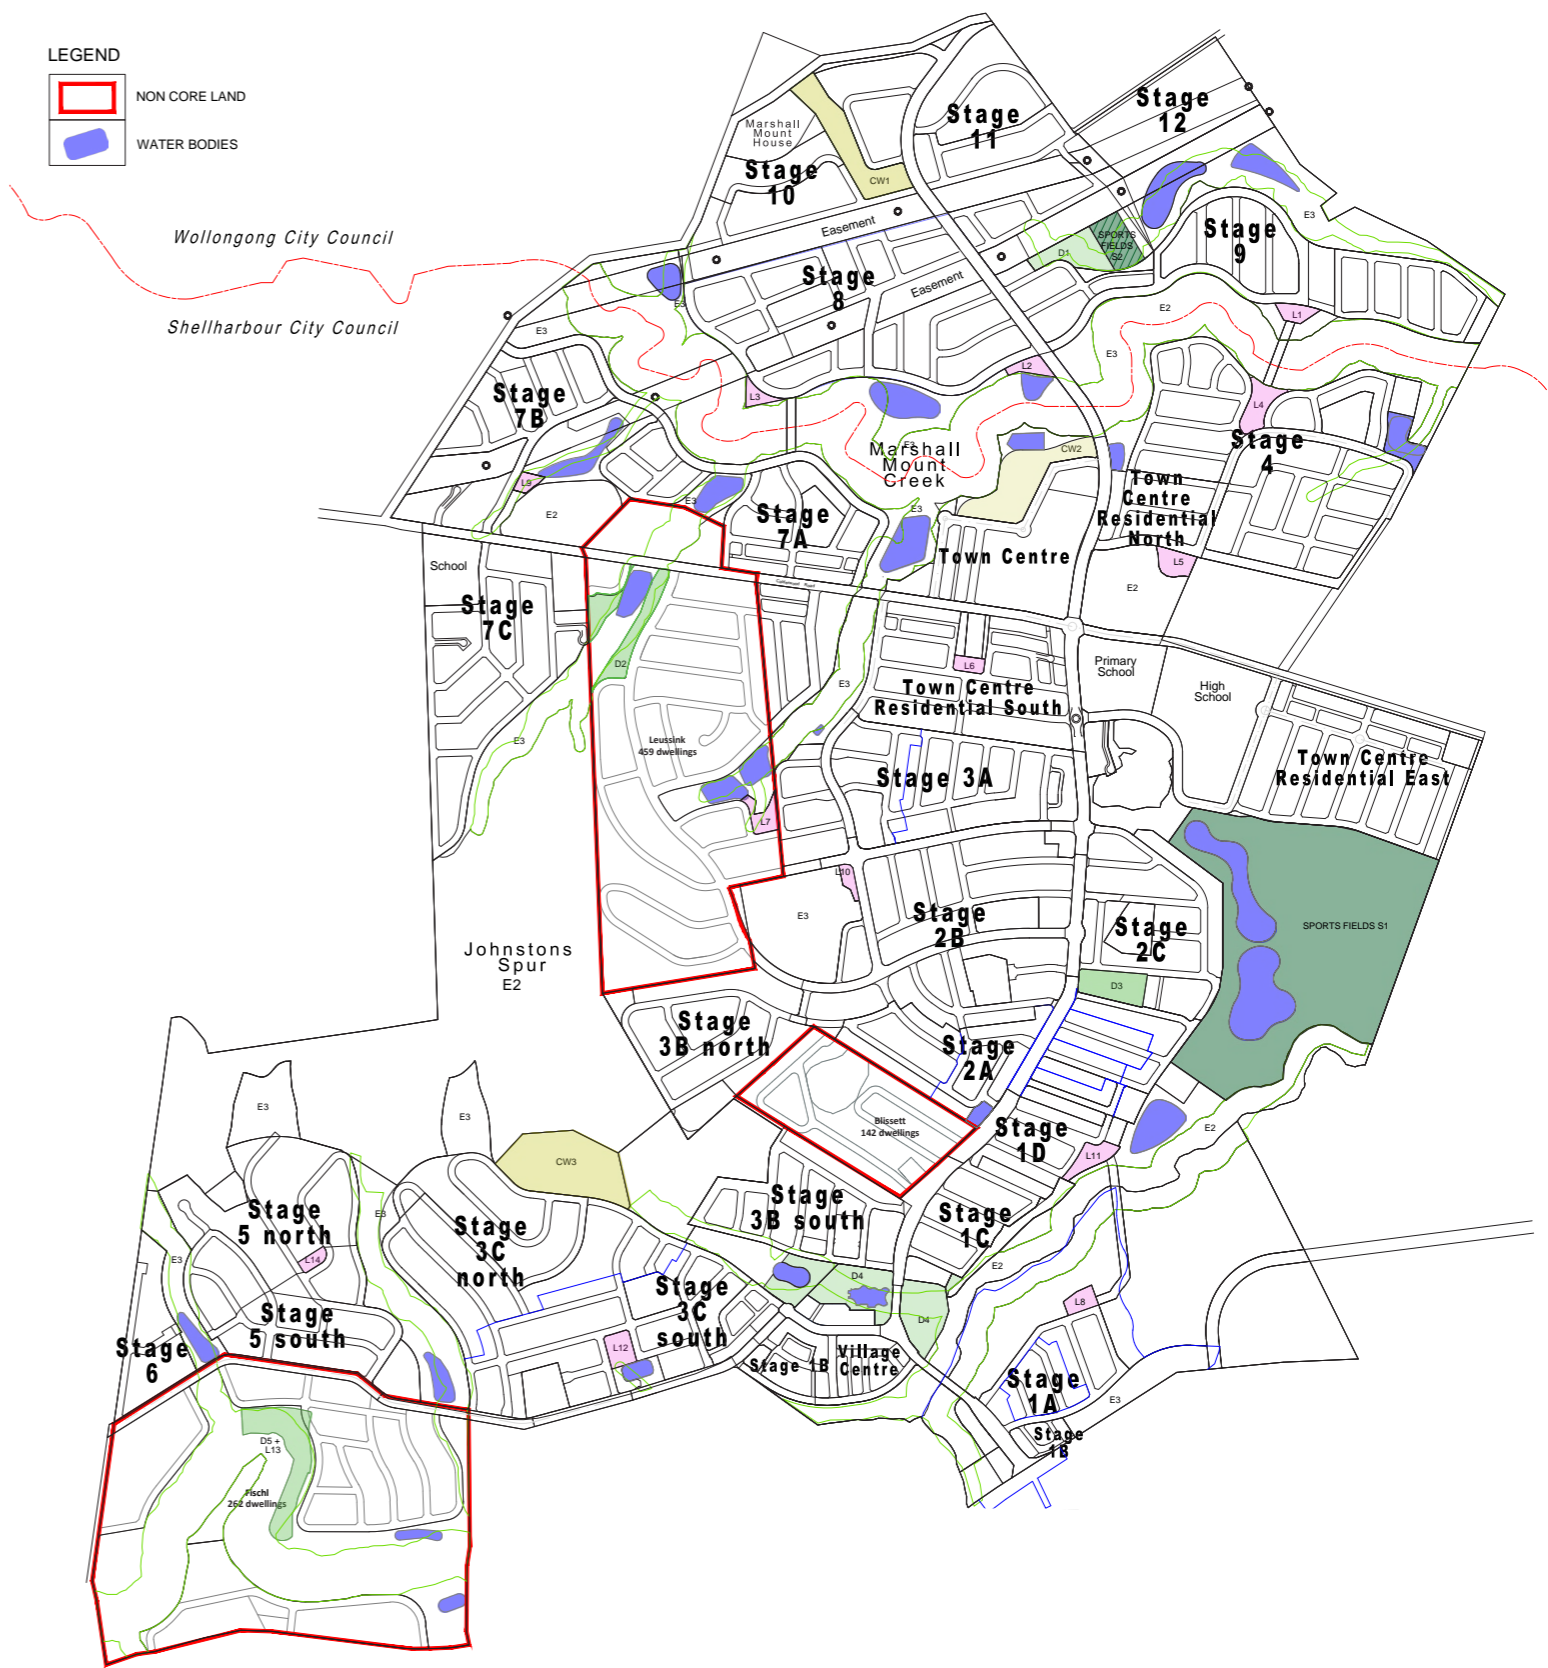 LEGEND
NON CORE LAND
WATER BODIES
Wollongong City Council
Shellharbour City Council
Marshall
Mount
House
Stage
10
CW1
Stage
11
Stage
12
Easement
Stage
8
Easement
D1
SPORTS
FIELDS
S2
Stage
9
E3
E3
E3
E2
E3
L1
L2
L3
L4
Stage
7B
Stage
4
E3
Marshall
Mount
Creek
CW2
Town
Centre
Residential
North
L9
E2
E3
Stage
7A
E3
Town Centre
L5
E2
School
Stage
7C
D2
E3
E3
L6
Town Centre
Residential South
Primary
School
High
School
Leussink
459 dwellings
Town Centre
Residential East
Stage 3A
L7
L10
E3
Stage
2B
Stage
2C
SPORTS FIELDS S1
Johnstons
Spur
E2
D3
Stage
3B north
Stage
2A
Blissett
142 dwellings
Stage
1D
E2
L11
E3
E3
CW3
Stage
5 north
E3
E3
L14
Stage
3C
north
Stage
3B south
Stage
1C
E2
D4
D4
L8
Stage
3C
south
Stage
5 south
Stage
6
L12
Stage 1B
Village
Centre
Stage
1A
E3
Stage
1B
D5 +
L13
Fischl
262 dwellings